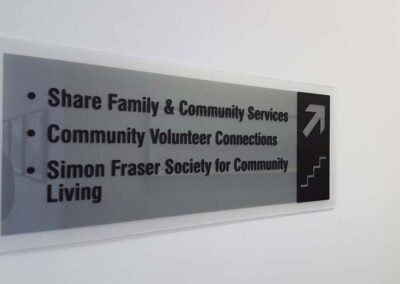 • Share Family & Community Services
• Community Volunteer Connections
• Simon Fraser Society for Community
Living